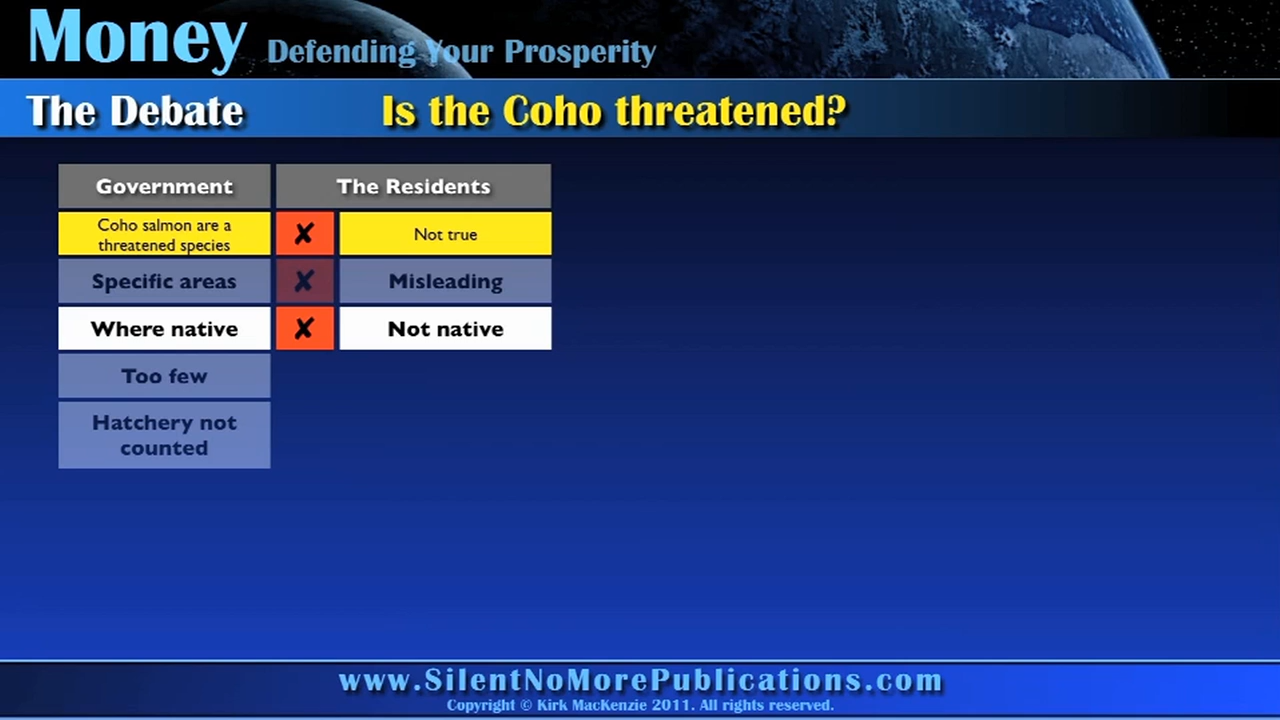 Money Defending Your Prosperity
The Debate Is the Coho threatened?
Government The Residents
Coho salmon are a
threatened species
✘ Not true
Specific areas ✘ Misleading
Where native ✘ Not native
Too few
Hatchery not
counted
www.SilentNoMorePublications.com
Copyright © Kirk MacKenzie 2011. All rights reserved.